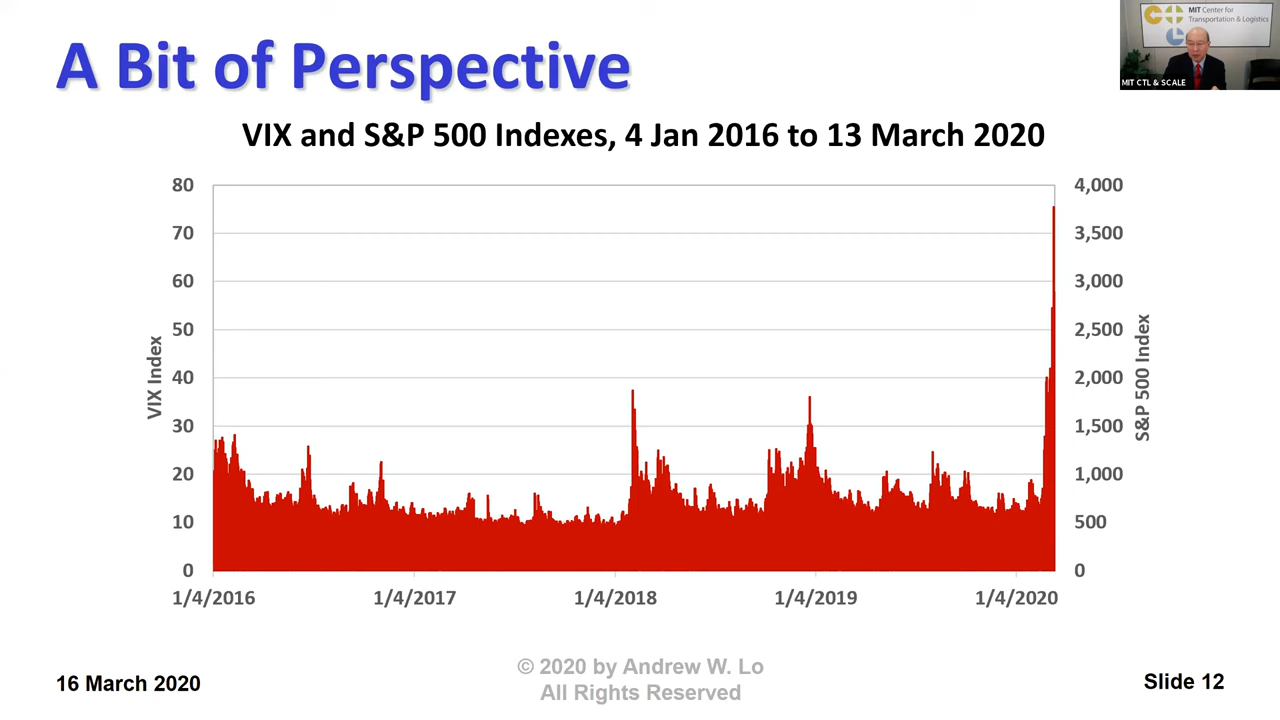 A Bit of Perspective
MIT Center for
Transportation & Logistics
MIT CTL & SCALE
VIX and S&P 500 Indexes, 4 Jan 2016 to 13 March 2020
80
70
60
50
40
30
20
10
0
VIX Index
4,000
3,500
3,000
2,500
2,000
1,500
1,000
500
0
S&P 500 Index
1/4/2016
1/4/2017
1/4/2018
1/4/2019
1/4/2020
16 March 2020
© 2020 by Andrew W. Lo
All Rights Reserved
Slide 12